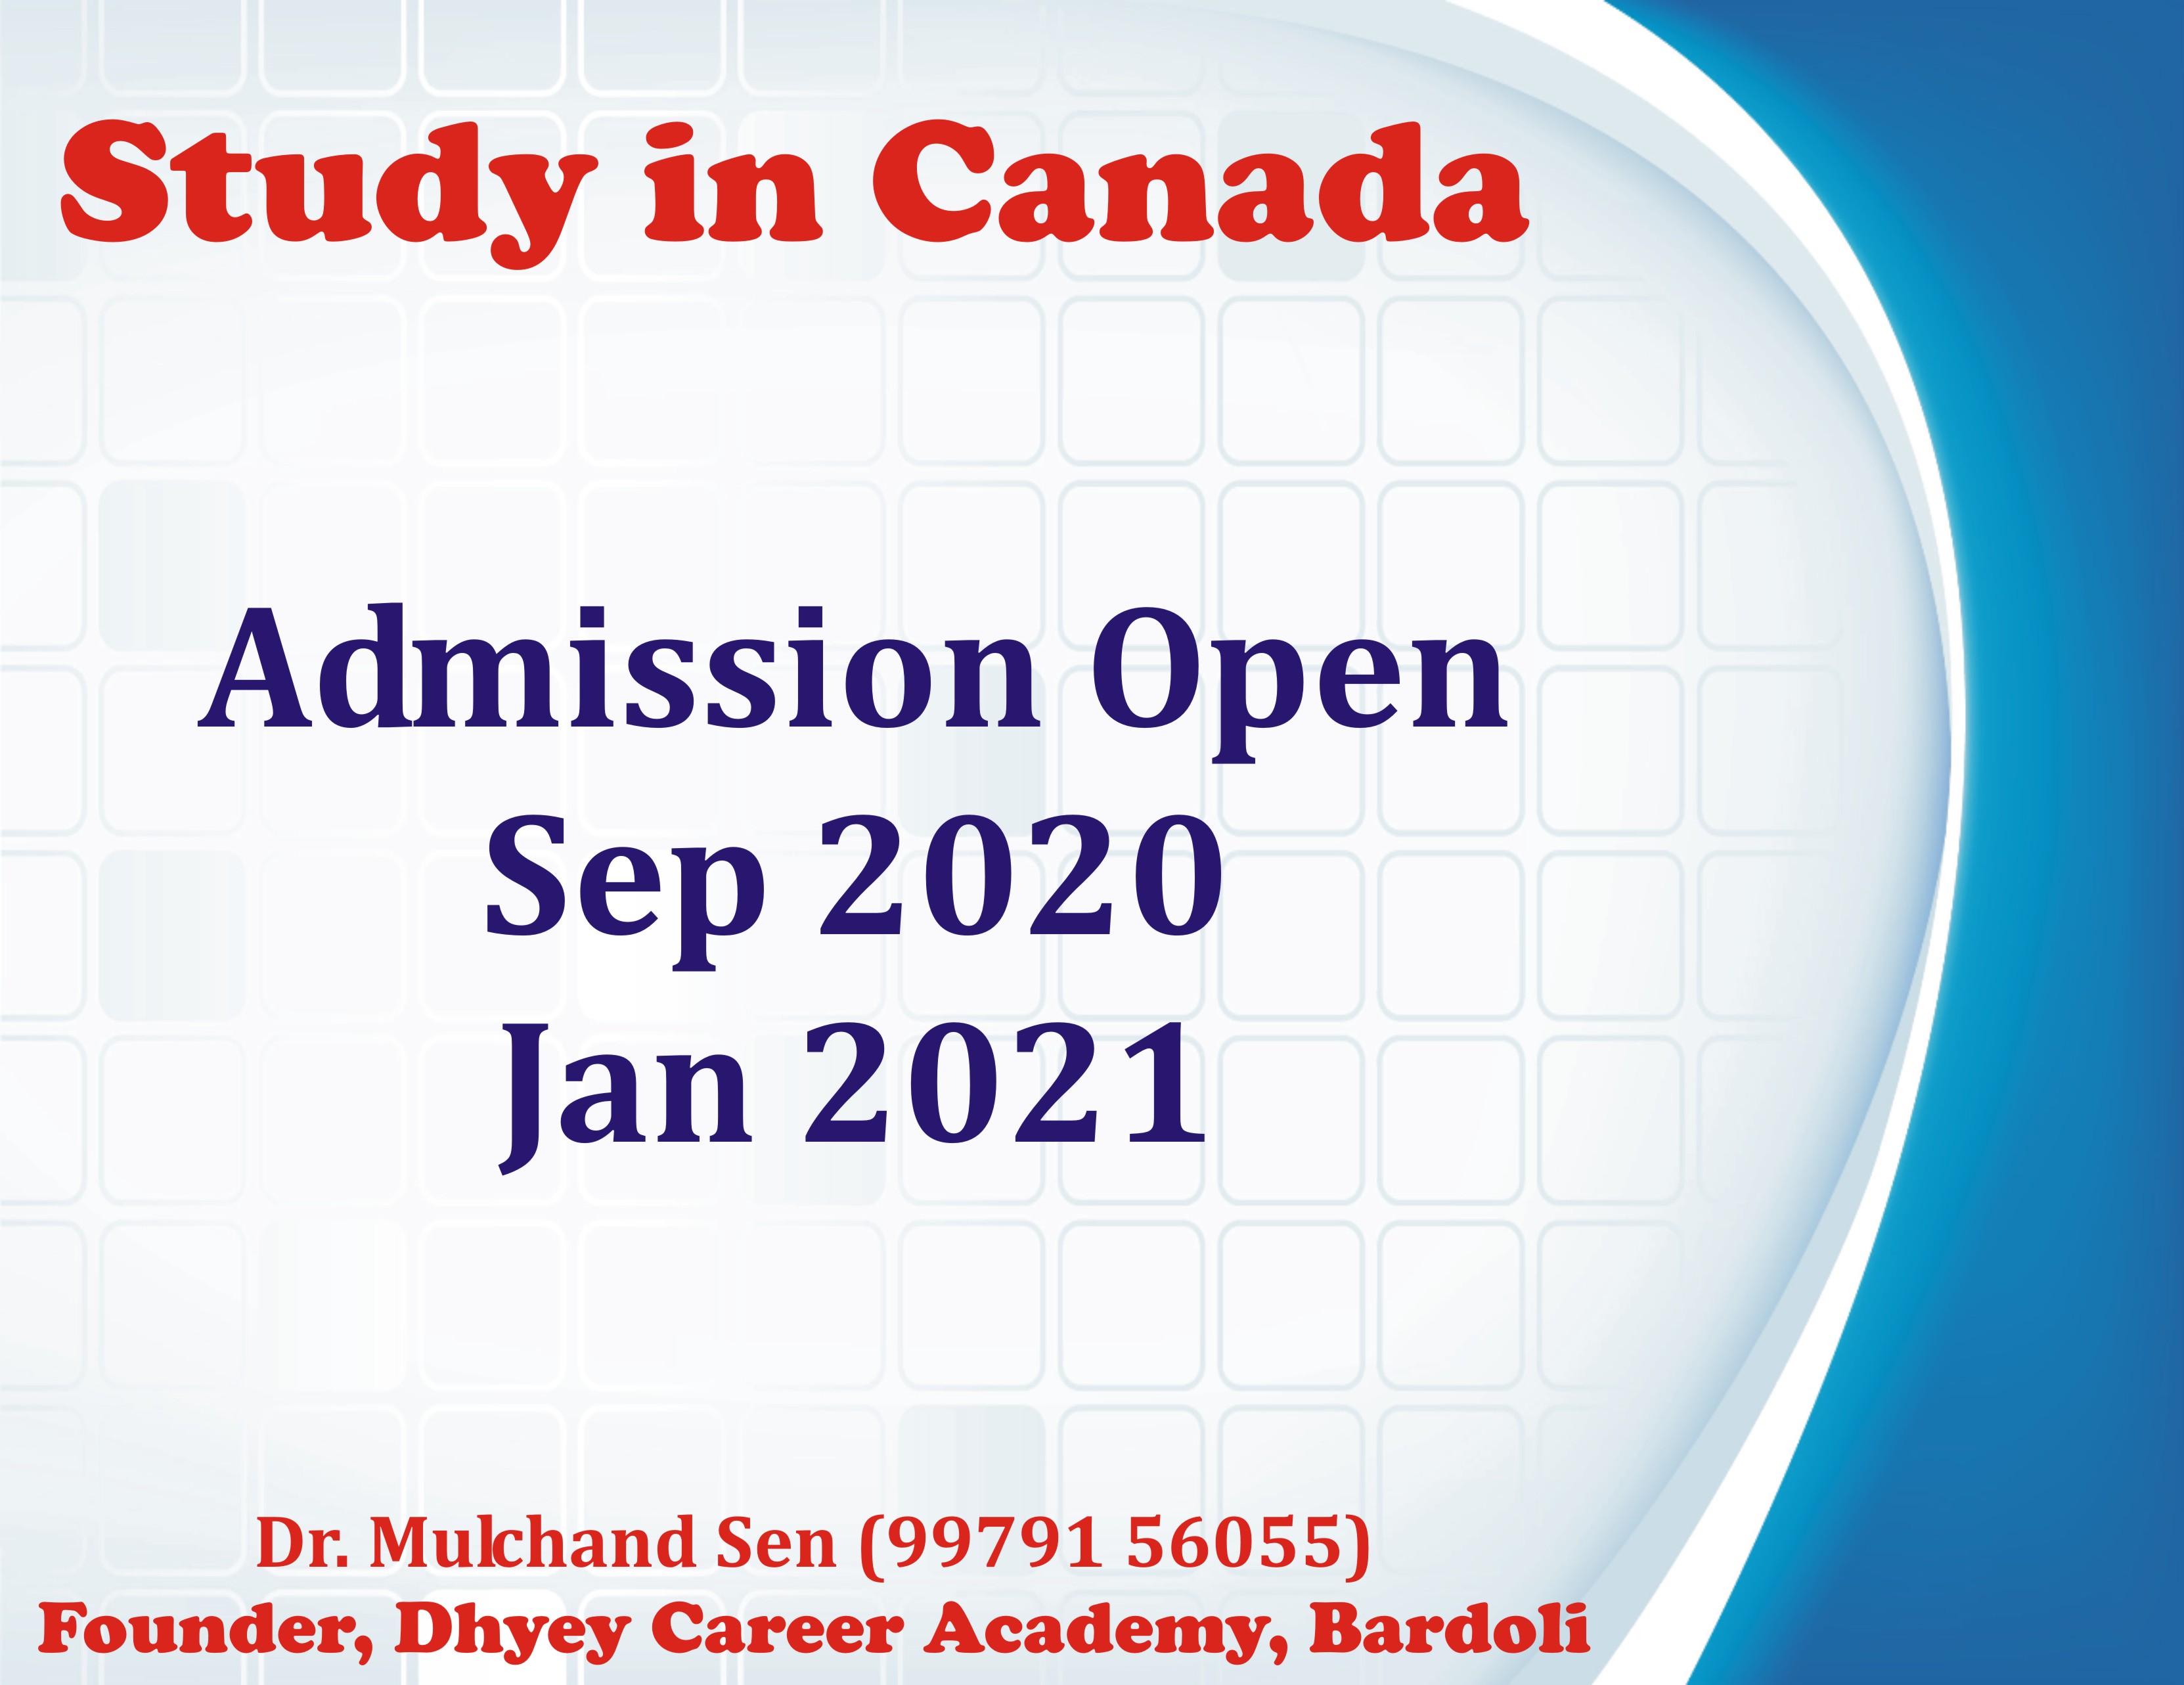 Study in Canada
Admission Open
Sep 2020
Jan 2021
Dr. Mulchand Sen (99791 56055)
Founder, Dhyey Career Academy, Bardoli